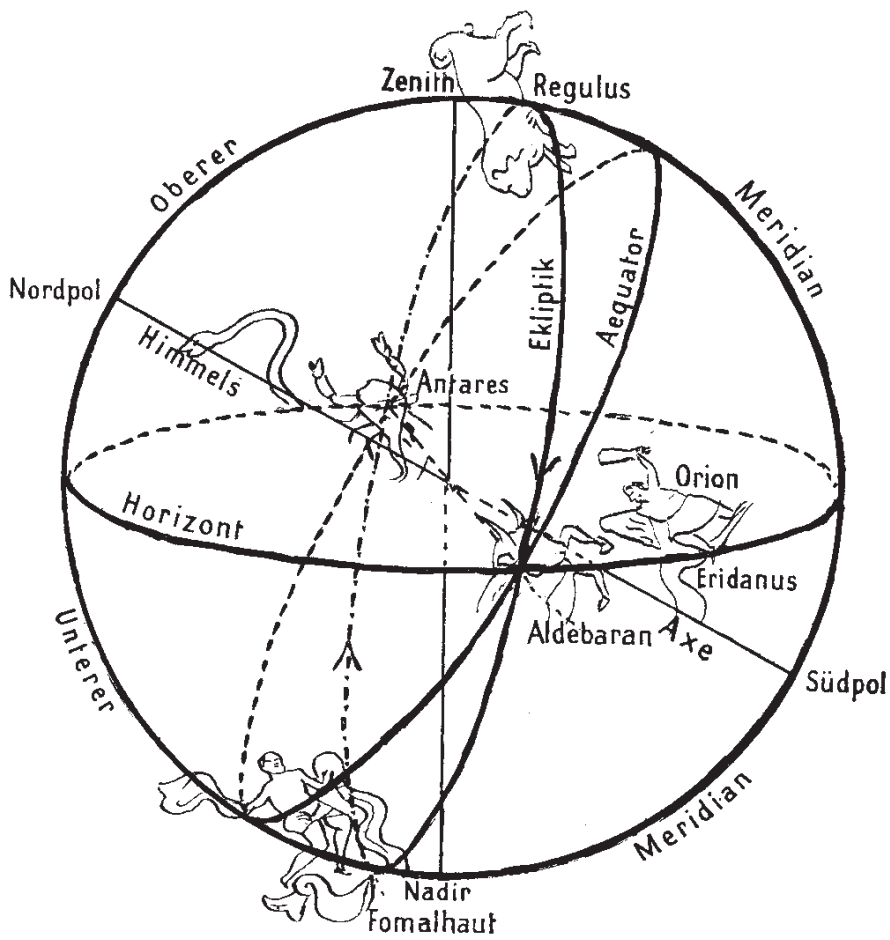 Zenith
Regulus
Oberer
Meridian
Nordpol
Himmels
Ekliptik
Aequator
Antares
Orion
Horizont
Eridanus
Aldebaran
Axe
Unterer
Südpol
Meridian
Nadir
Fomalhaut